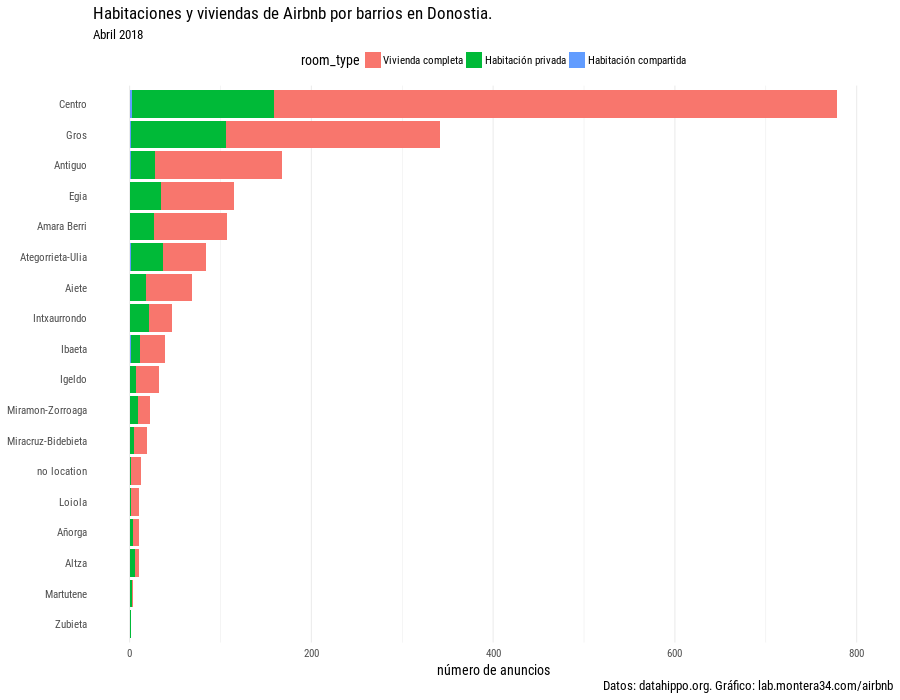 Habitaciones y viviendas de Airbnb por barrios en Donostia.
Abril 2018
room_type Vivienda completa Habitación privada Habitación compartida
Centro
Gros
Antiguo
Egia
Amara Berri
Ategorrieta-Ulia
Aiete
Intxaurrondo
Ibaeta
Igeldo
Miramon-Zorroaga
Miracruz-Bidebieta
no location
Loiola
Añorga
Altza
Martutene
Zubieta
0 200 400 600 800
número de anuncios
Datos: datahippo.org. Gráfico: lab.montera34.com/airbnb